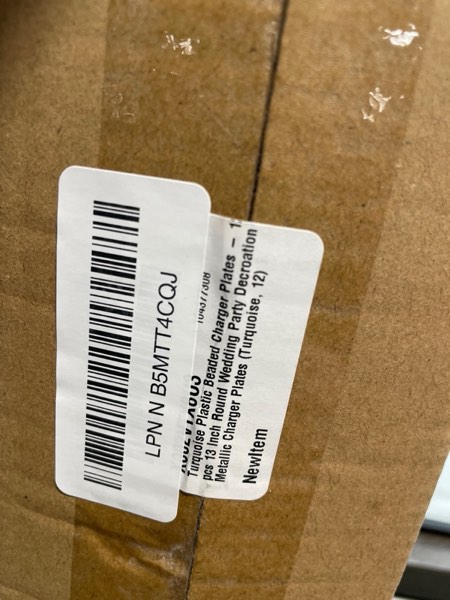 LPN N B5MTT4CQJ
Turquoise Plastic Beaded Charger Plates –
pcs 13 Inch Round Wedding Party Decroation
Metallic Charger Plates (Turquoise, 12)
NewItem